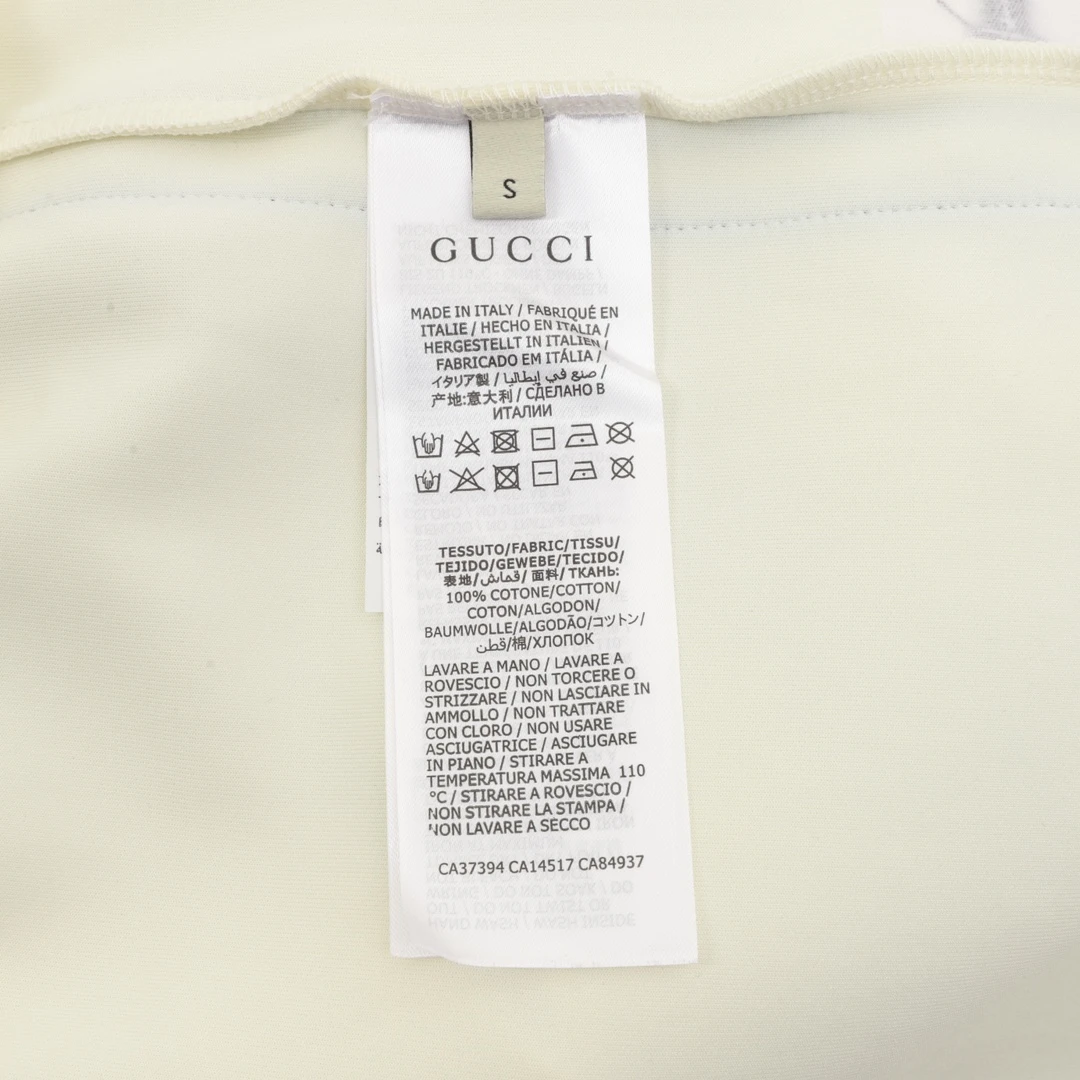 S
GUCCI
MADE IN ITALY / FABRIQUÉ EN
ITALIE / HECHO EN ITALIA /
HERGESTELLT IN ITALIEN /
FABRICADO EM ITÁLIA /
イタリア製 / صنع في إيطاليا /
产地:意大利 / СДЕЛАНО В
ИТАЛИИ
TESSUTO/FABRIC/TISSU/
TEJIDO/GEWEBE/TECIDO/
表地/قماش/ 面料/ ТКАНЬ:
100% COTONE/COTTON/
COTON/ALGODON/
BAUMWOLLE/ALGODÃO/コットン/
قطن/棉/ХЛОПОК
LAVARE A MANO / LAVARE A
ROVESCIO / NON TORCERE O
STRIZZARE / NON LASCIARE IN
AMMOLLO / NON TRATTARE
CON CLORO / NON USARE
ASCIUGATRICE / ASCIUGARE
IN PIANO / STIRARE A
TEMPERATURA MASSIMA 110
°C / STIRARE A ROVESCIO /
NON STIRARE LA STAMPA /
NON LAVARE A SECCO
CA37394 CA14517 CA84937